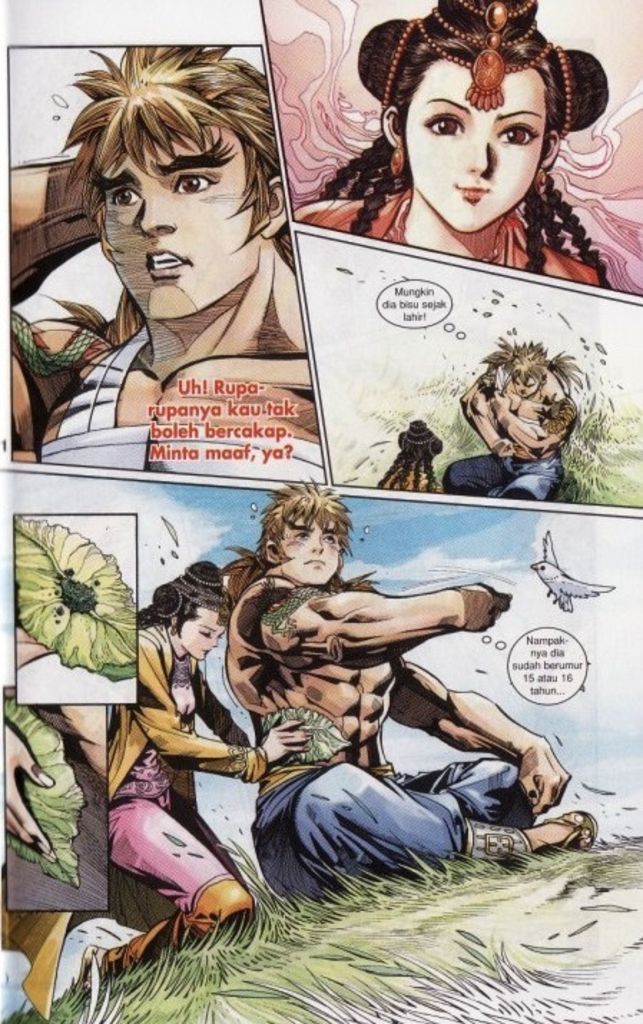 Uh! Rupa-
rupanya kau tak
boleh bercakap.
Minta maaf, ya?
Mungkin
dia bisu sejak
lahir!
Nampak-
nya dia
sudah berumur
15 atau 16
tahun...
1